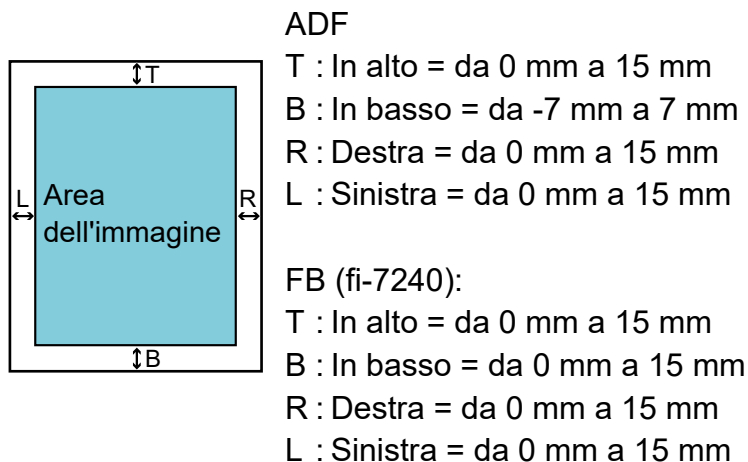 ADF
T : In alto = da 0 mm a 15 mm
B : In basso = da -7 mm a 7 mm
R : Destra = da 0 mm a 15 mm
L : Sinistra = da 0 mm a 15 mm
T
L
Area
dell'immagine
R
B
FB (fi-7240):
T : In alto = da 0 mm a 15 mm
B : In basso = da 0 mm a 15 mm
R : Destra = da 0 mm a 15 mm
L : Sinistra = da 0 mm a 15 mm